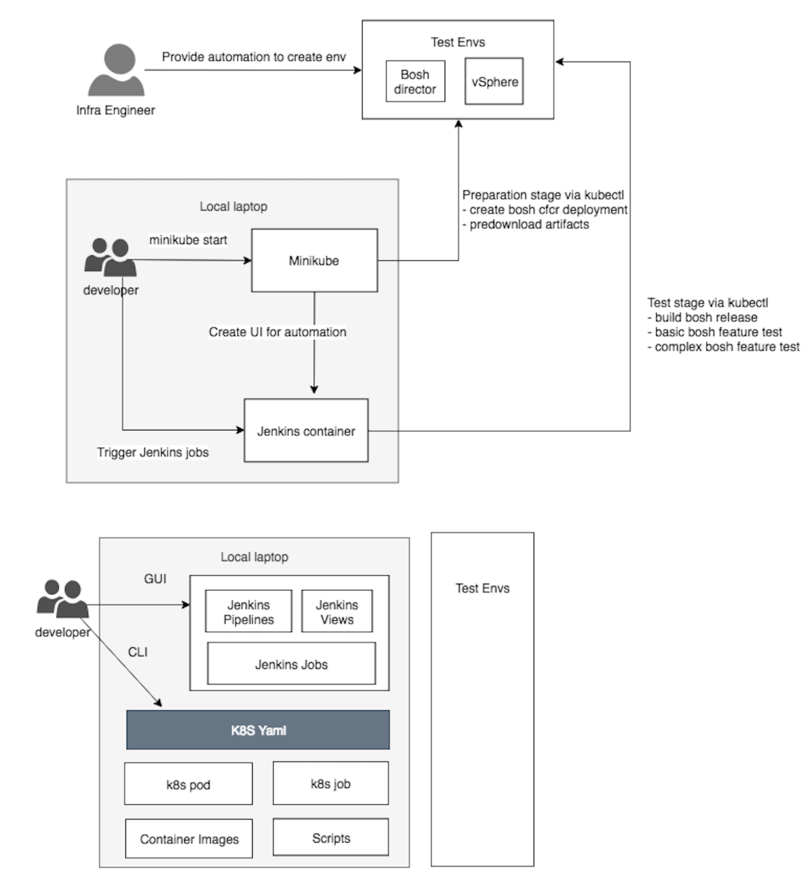 Test Envs
Provide automation to create env
Bosh
director
vSphere
Infra Engineer
Preparation stage via kubectl
- create bosh cfcr deployment
- predownload artifacts
Local laptop
minikube start
Minikube
developer
Test stage via kubectl
- build bosh release
- basic bosh feature test
- complex bosh feature test
Create UI for automation
Jenkins container
Trigger Jenkins jobs
Local laptop
GUI
Jenkins
Pipelines
Jenkins
Views
developer
CLI
Jenkins Jobs
K8S Yaml
k8s pod
k8s job
Container Images
Scripts
Test Envs